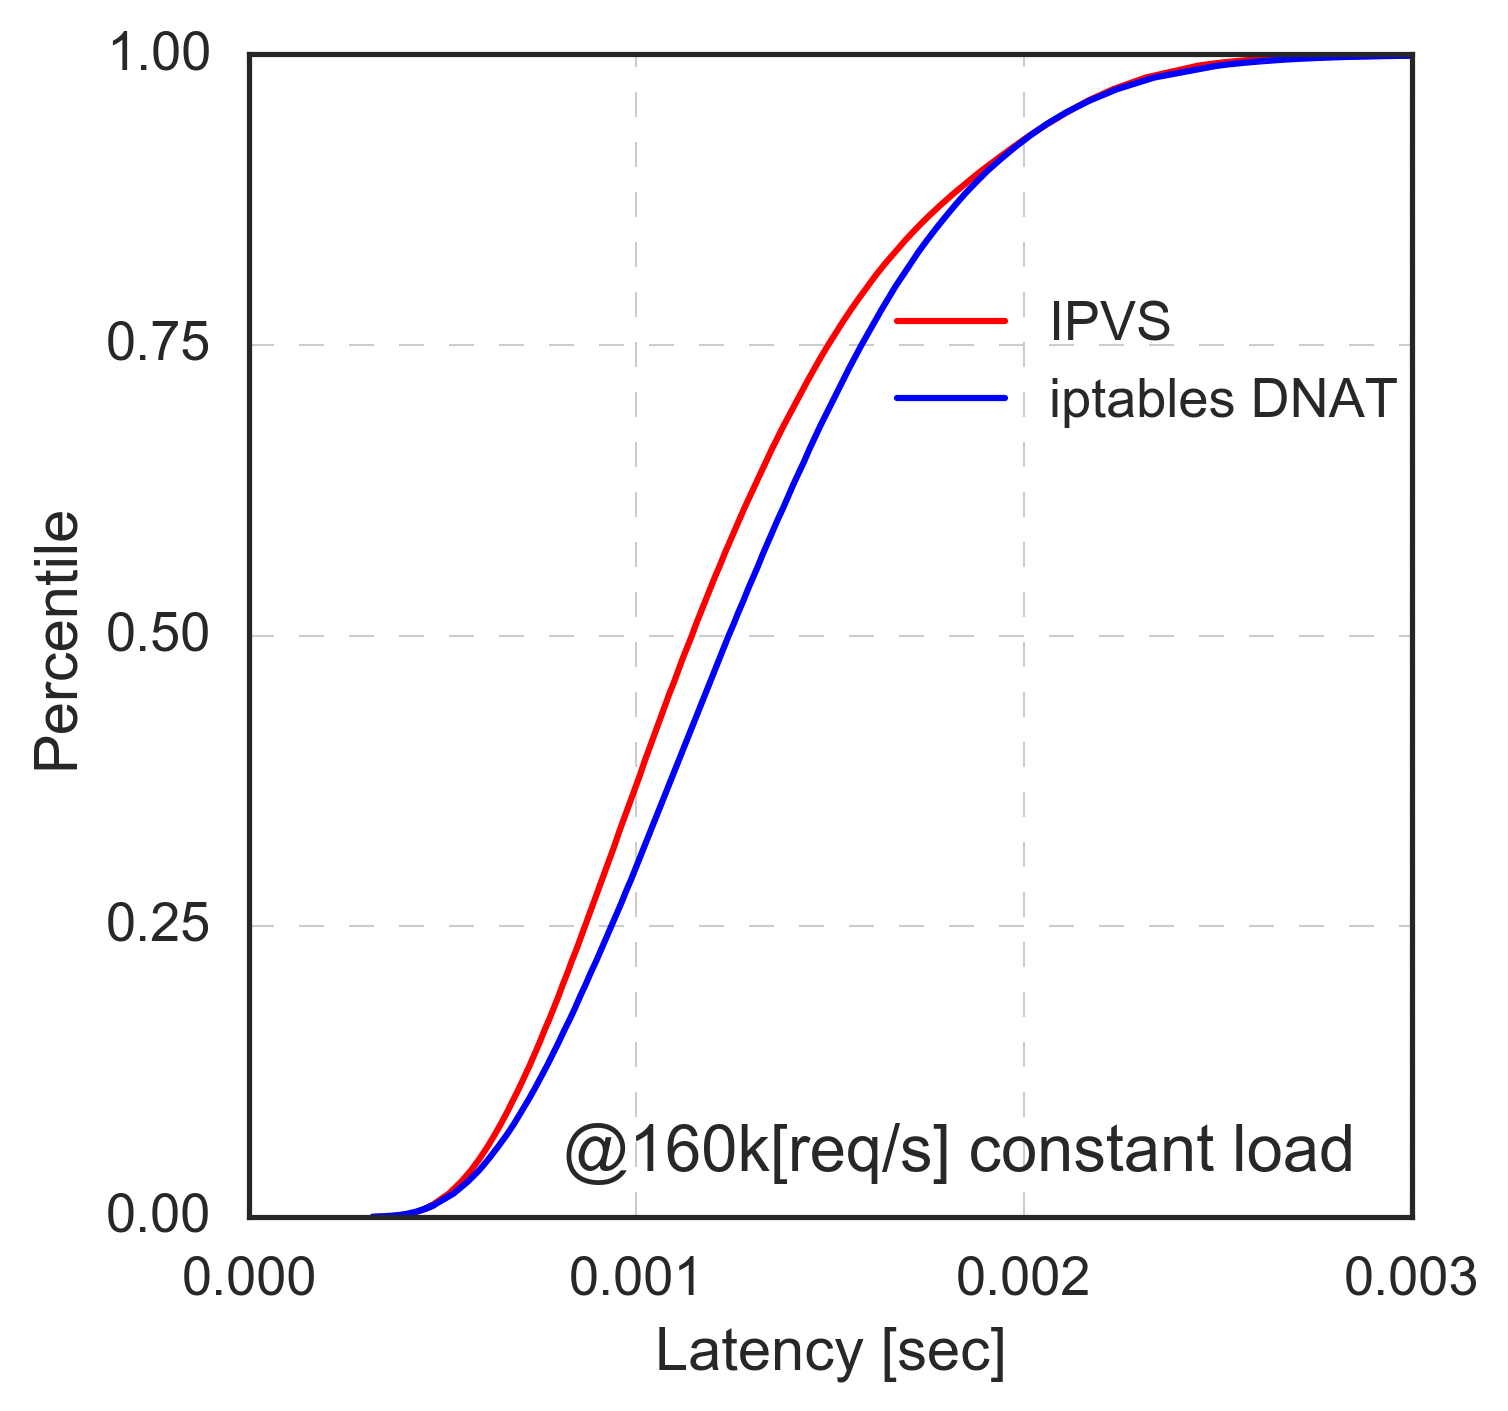 1.00
0.75
0.50
0.25
0.00
Percentile
IPVS
iptables DNAT
@160k[req/s] constant load
0.000 0.001 0.002 0.003
Latency [sec]